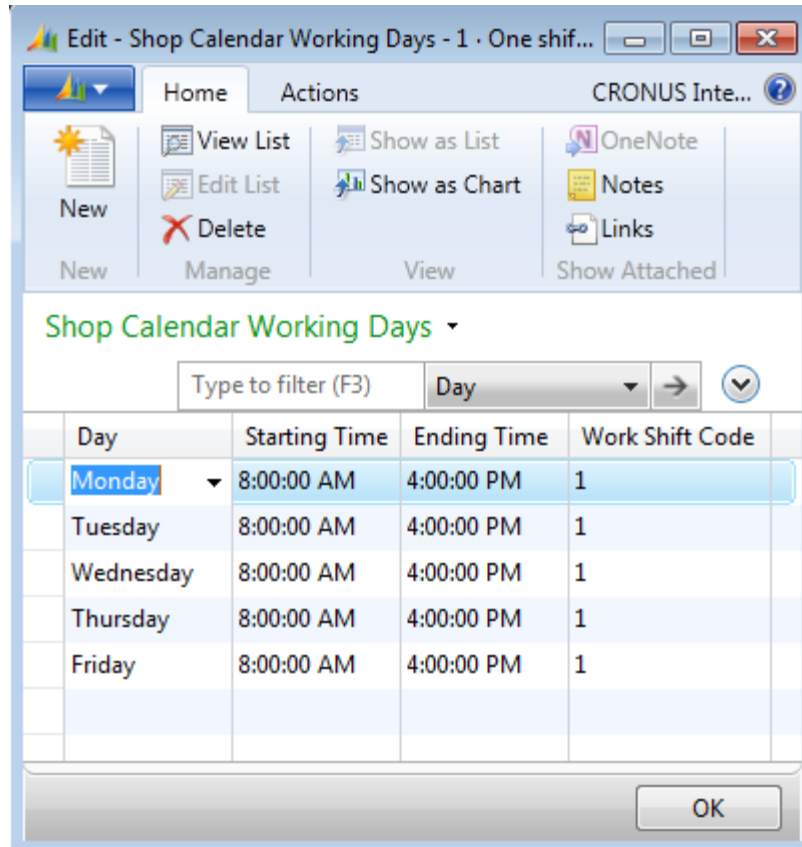 Edit - Shop Calendar Working Days - 1 · One shif...
Home Actions CRONUS Inte...
New
View List
Edit List
Delete
Show as List
Show as Chart
OneNote
Notes
Links
New Manage View Show Attached
Shop Calendar Working Days
Type to filter (F3) Day
Day Starting Time Ending Time Work Shift Code
Monday 8:00:00 AM 4:00:00 PM 1
Tuesday 8:00:00 AM 4:00:00 PM 1
Wednesday 8:00:00 AM 4:00:00 PM 1
Thursday 8:00:00 AM 4:00:00 PM 1
Friday 8:00:00 AM 4:00:00 PM 1
OK